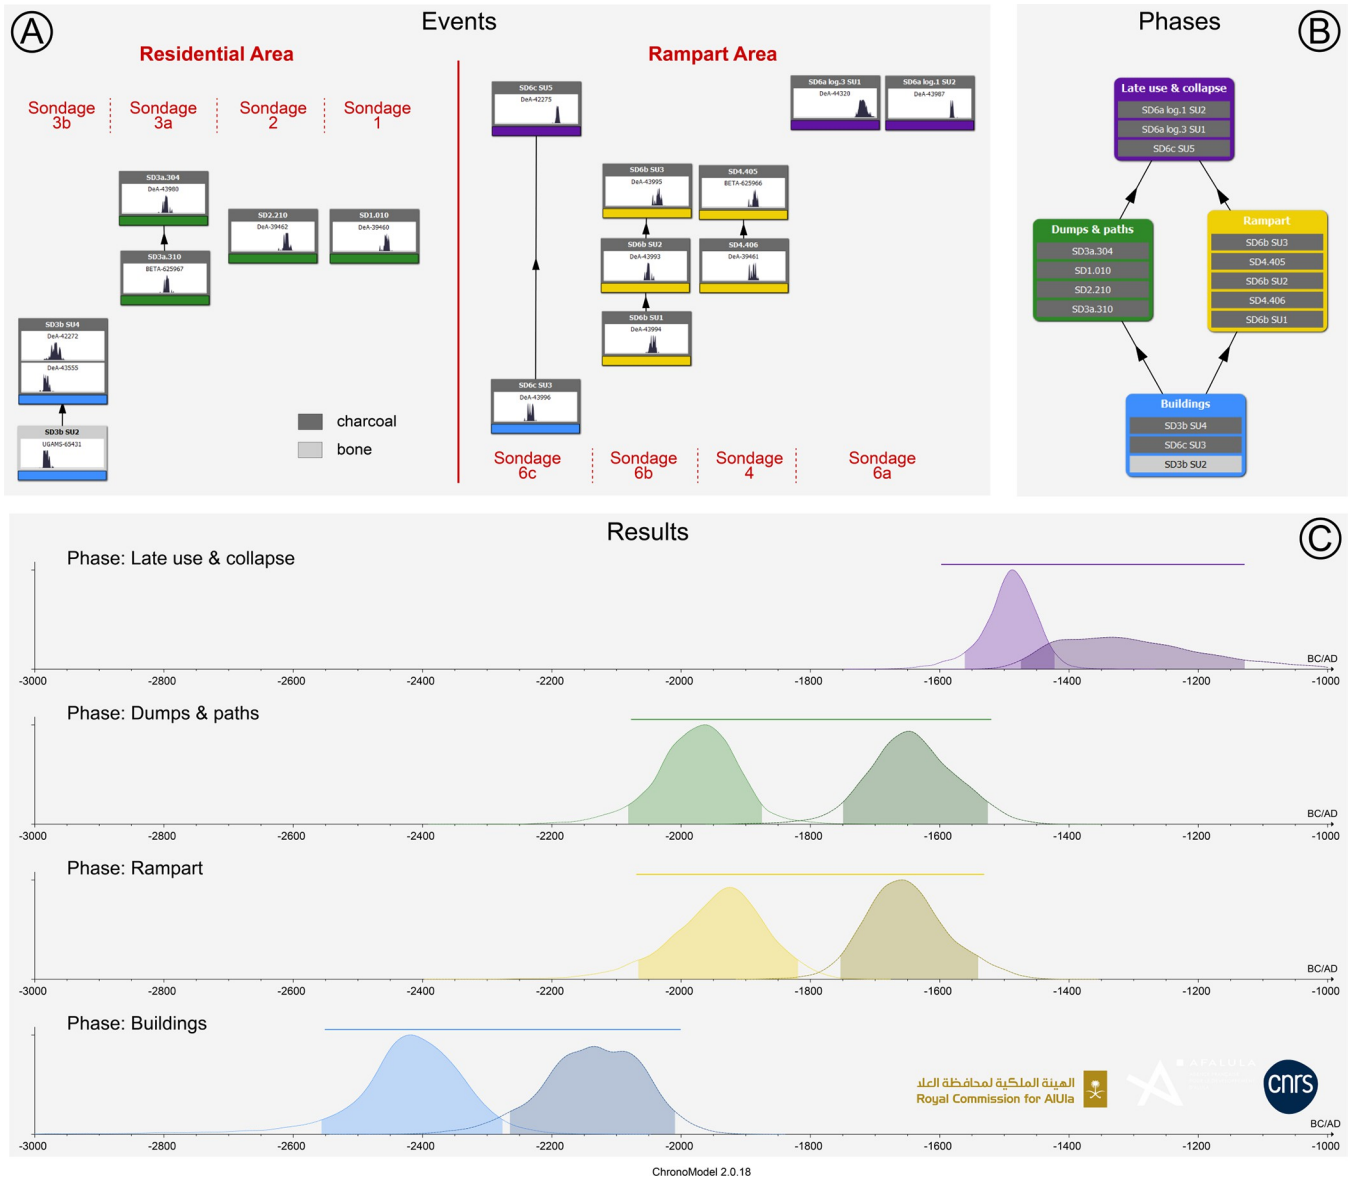 A
Events
Residential Area
Rampart Area
Sondage
3b
Sondage
3a
Sondage
2
Sondage
1
SD3a.304
DeA-43980
SD3a.310
BETA-625967
SD2.210
DeA-39462
SD1.010
DeA-39460
SD3b SU4
DeA-42272
DeA-43555
SD3b SU2
UGAMS-65431
charcoal
bone
SD6c SU5
DeA-42275
SD6c SU3
DeA-43996
SD6b SU3
DeA-43995
SD6b SU2
DeA-43993
SD6b SU1
DeA-43994
SD4.405
BETA-625966
SD4.406
DeA-39461
SD6a log.3 SU1
DeA-44320
SD6a log.1 SU2
DeA-43987
Sondage
6c
Sondage
6b
Sondage
4
Sondage
6a
Phases
B
Late use & collapse
SD6a log.1 SU2
SD6a log.3 SU1
SD6c SU5
Dumps & paths
SD3a.304
SD1.010
SD2.210
SD3a.310
Rampart
SD6b SU3
SD4.405
SD6b SU2
SD4.406
SD6b SU1
Buildings
SD3b SU4
SD6c SU3
SD3b SU2
Results
C
Phase: Late use & collapse
BC/AD
-3000 -2800 -2600 -2400 -2200 -2000 -1800 -1600 -1400 -1200 -1000
Phase: Dumps & paths
BC/AD
-3000 -2800 -2600 -2400 -2200 -2000 -1800 -1600 -1400 -1200 -1000
Phase: Rampart
BC/AD
-3000 -2800 -2600 -2400 -2200 -2000 -1800 -1600 -1400 -1200 -1000
Phase: Buildings
الهيئة الملكية لمحافظة العلا
Royal Commission for AlUla
AFALULA
cnrs
BC/AD
-3000 -2800 -2600 -2400 -2200 -2000 -1800 -1600 -1400 -1200 -1000
ChronoModel 2.0.18